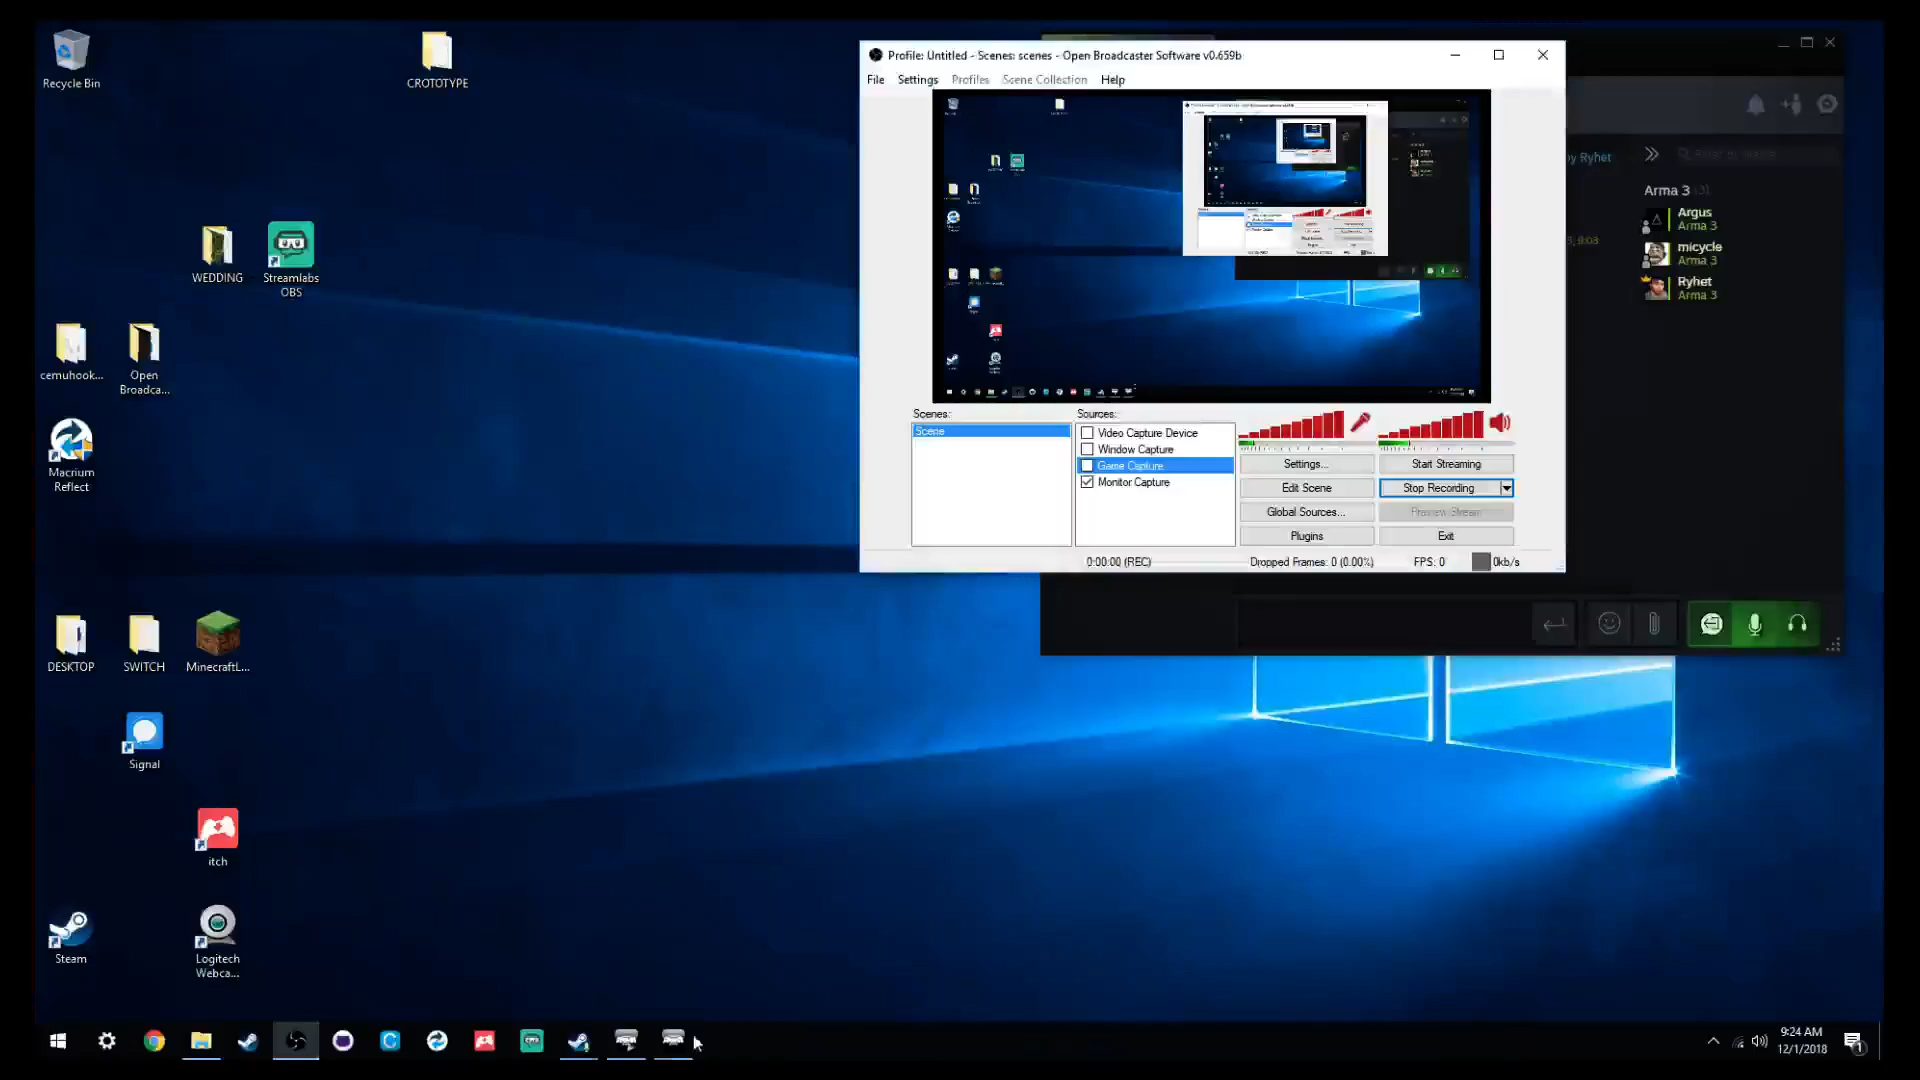 Recycle Bin
CROTOTYPE
WEDDING
Streamlabs
OBS
cemuhook...
Open
Broadca...
Macrium
Reflect
DESKTOP
SWITCH
MinecraftL...
Signal
itch
Steam
Logitech
Webca...
Profile: Untitled - Scenes: scenes - Open Broadcaster Software v0.659b
File Settings Profiles Scene Collection Help
Scenes:
Scene
Sources:
Video Capture Device
Window Capture
Game Capture
Monitor Capture
Settings...
Start Streaming
Edit Scene
Stop Recording
Global Sources...
Preview Stream
Plugins
Exit
0:00:00 (REC)
Dropped Frames: 0 (0.00%)
FPS: 0
0kb/s
by Ryhet
Arma 3 (3)
Argus
Arma 3
micycle
Arma 3
Ryhet
Arma 3
9:24 AM
12/1/2018
1